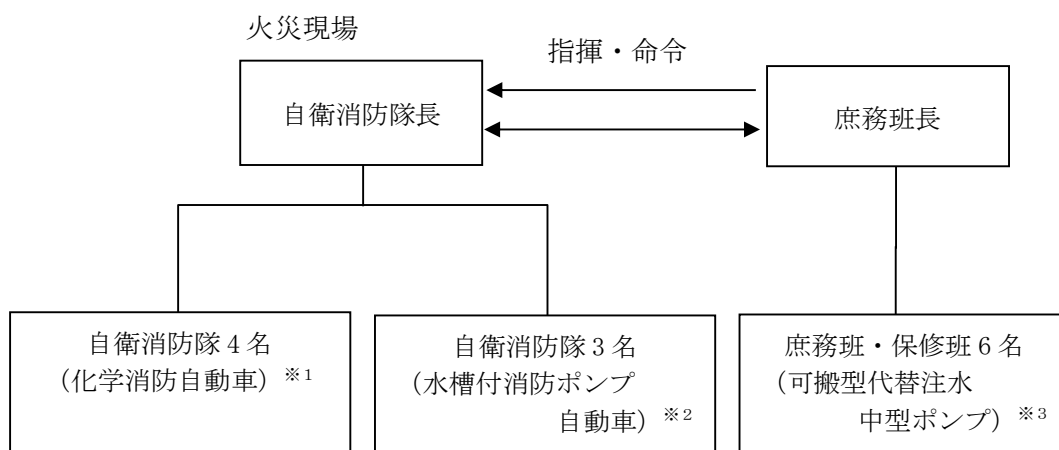 火災現場
指揮・命令
自衛消防隊長
庶務班長
自衛消防隊4名
(化学消防自動車)※1
自衛消防隊3名
(水槽付消防ポンプ
自動車)※2
庶務班・保修班6名
(可搬型代替注水
中型ポンプ)※3